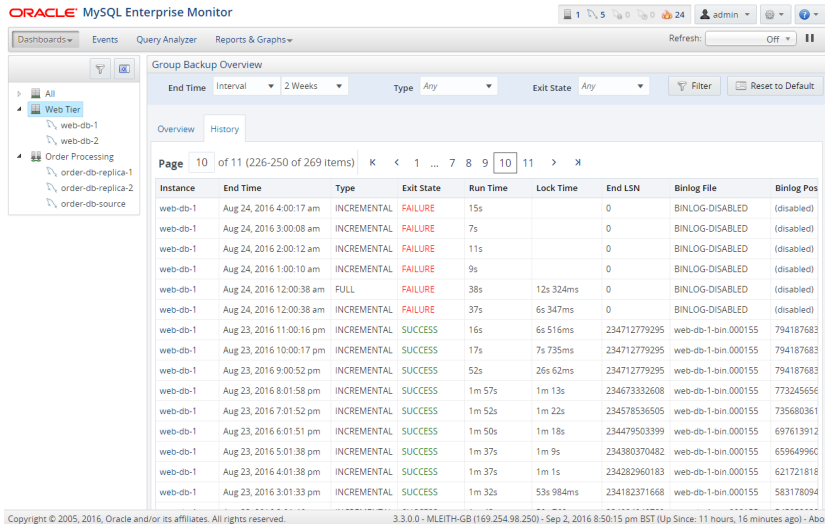 ORACLE MySQL Enterprise Monitor 1 5 0 0 24 admin ?
Dashboards Events Query Analyzer Reports & Graphs Refresh: Off
Group Backup Overview
End Time Interval 2 Weeks Type Any Exit State Any Filter Reset to Default
All
Web Tier
web-db-1
web-db-2
Order Processing
order-db-replica-1
order-db-replica-2
order-db-source
Overview History
Page 10 of 11 (226-250 of 269 items) K < 1 ... 7 8 9 10 11 > >|
Instance End Time Type Exit State Run Time Lock Time End LSN Binlog File Binlog Pos
web-db-1 Aug 24, 2016 4:00:17 am INCREMENTAL FAILURE 15s 0 BINLOG-DISABLED (disabled)
web-db-1 Aug 24, 2016 3:00:08 am INCREMENTAL FAILURE 7s 0 BINLOG-DISABLED (disabled)
web-db-1 Aug 24, 2016 2:00:12 am INCREMENTAL FAILURE 11s 0 BINLOG-DISABLED (disabled)
web-db-1 Aug 24, 2016 1:00:10 am INCREMENTAL FAILURE 9s 0 BINLOG-DISABLED (disabled)
web-db-1 Aug 24, 2016 12:00:38 am FULL FAILURE 38s 12s 324ms 0 BINLOG-DISABLED (disabled)
web-db-1 Aug 24, 2016 12:00:38 am INCREMENTAL FAILURE 37s 6s 347ms 0 BINLOG-DISABLED (disabled)
web-db-1 Aug 23, 2016 11:00:16 pm INCREMENTAL SUCCESS 16s 6s 516ms 234712779295 web-db-1-bin.000155 794187683
web-db-1 Aug 23, 2016 10:00:17 pm INCREMENTAL SUCCESS 17s 7s 735ms 234712779295 web-db-1-bin.000155 794187683
web-db-1 Aug 23, 2016 9:00:52 pm INCREMENTAL SUCCESS 52s 26s 62ms 234712779295 web-db-1-bin.000155 794187683
web-db-1 Aug 23, 2016 8:01:58 pm INCREMENTAL SUCCESS 1m 57s 1m 13s 234673332608 web-db-1-bin.000155 773245656
web-db-1 Aug 23, 2016 7:01:52 pm INCREMENTAL SUCCESS 1m 52s 1m 22s 234578536505 web-db-1-bin.000155 735680361
web-db-1 Aug 23, 2016 6:01:51 pm INCREMENTAL SUCCESS 1m 50s 1m 18s 234479503399 web-db-1-bin.000155 697613912
web-db-1 Aug 23, 2016 5:01:38 pm INCREMENTAL SUCCESS 1m 37s 1m 9s 234380370482 web-db-1-bin.000155 659649960
web-db-1 Aug 23, 2016 4:01:38 pm INCREMENTAL SUCCESS 1m 37s 1m 1s 234282960183 web-db-1-bin.000155 621721818
web-db-1 Aug 23, 2016 3:01:33 pm INCREMENTAL SUCCESS 1m 32s 53s 984ms 234182371668 web-db-1-bin.000155 583178094
Copyright © 2005, 2016, Oracle and/or its affiliates. All rights reserved. 3.3.0.0 - MLEITH-GB (169.254.98.250) - Sep 2, 2016 8:50:15 pm BST (Up Since: 11 hours, 16 minutes ago) - Abo